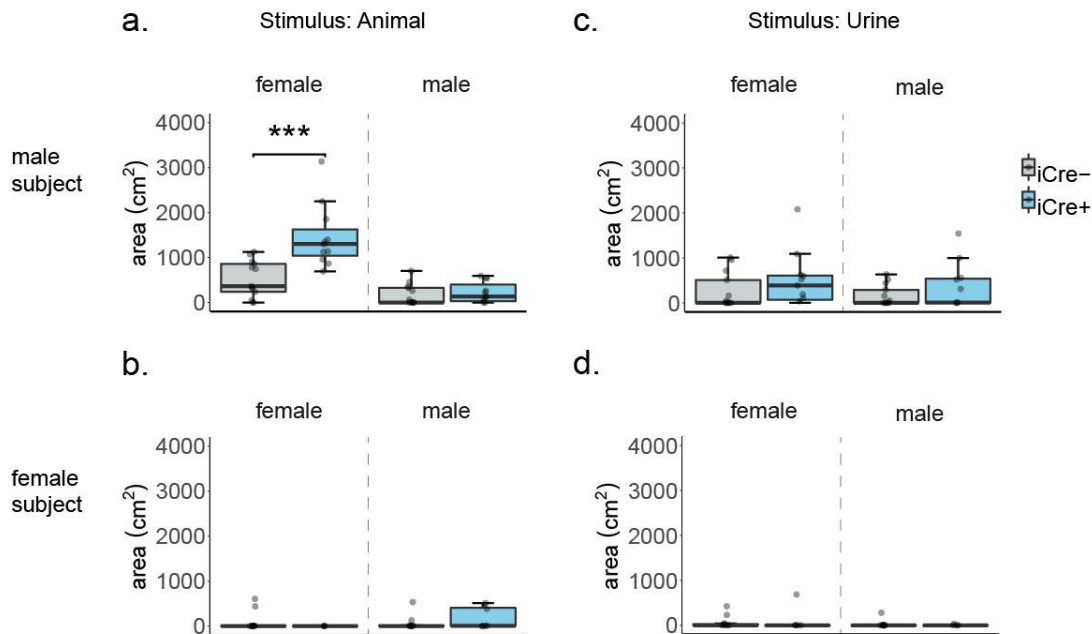 a. Stimulus: Animal
c. Stimulus: Urine
female male
female male
male
subject
area (cm²)
4000
3000
2000
1000
0
***
area (cm²)
4000
3000
2000
1000
0
iCre−
iCre+
b.
d.
female male
female male
female
subject
area (cm²)
4000
3000
2000
1000
0
area (cm²)
4000
3000
2000
1000
0